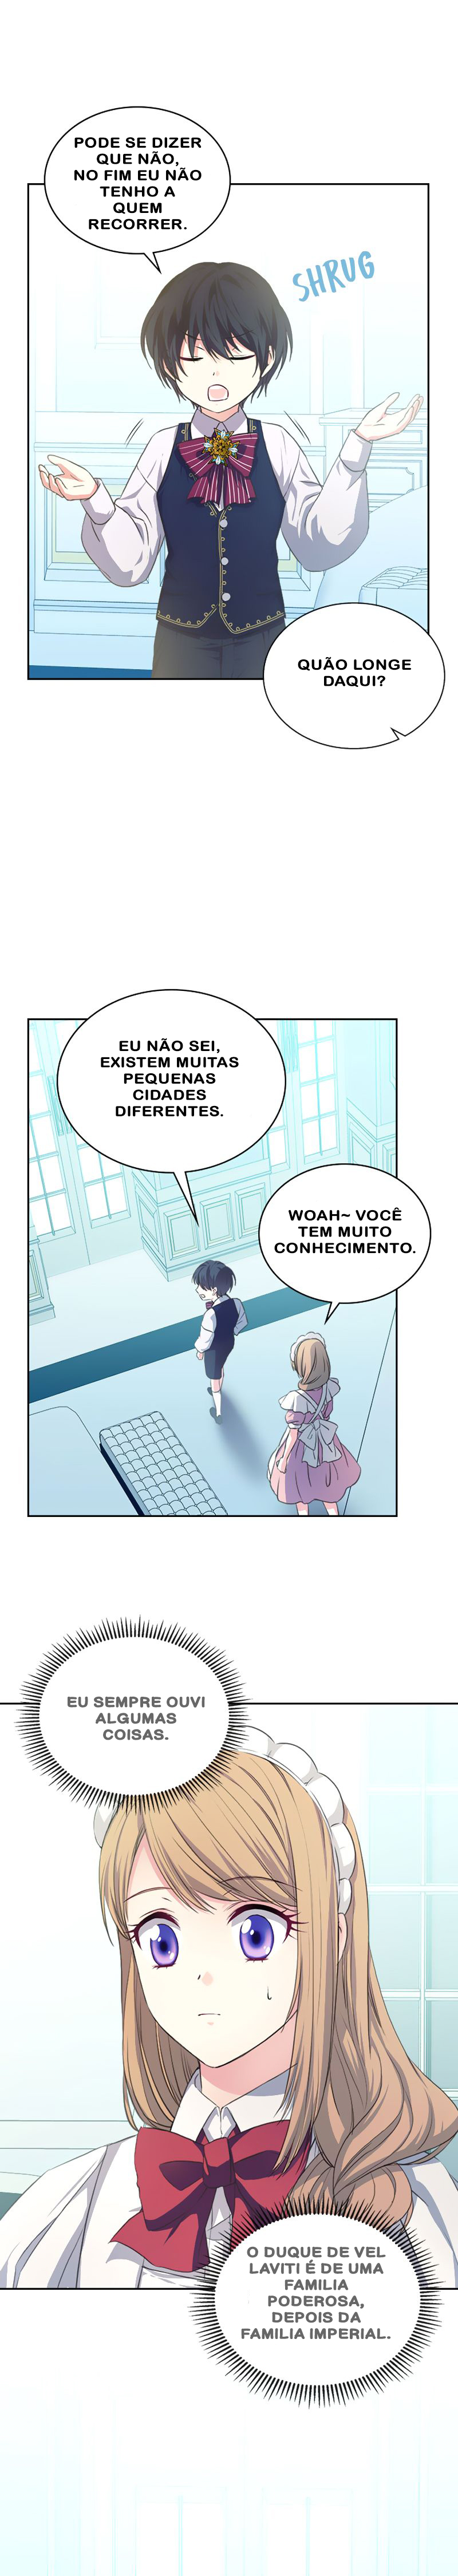 PODE SE DIZER
QUE NÃO,
NO FIM EU NÃO
TENHO A
QUEM
RECORRER.
SHRUG
QUÃO LONGE
DAQUI?
EU NÃO SEI,
EXISTEM MUITAS
PEQUENAS
CIDADES
DIFERENTES.
WOAH~ VOCÊ
TEM MUITO
CONHECIMENTO.
EU SEMPRE OUVI
ALGUMAS
COISAS.
O DUQUE DE VEL
LAVITI É DE UMA
FAMILIA
PODEROSA,
DEPOIS DA
FAMILIA IMPERIAL.